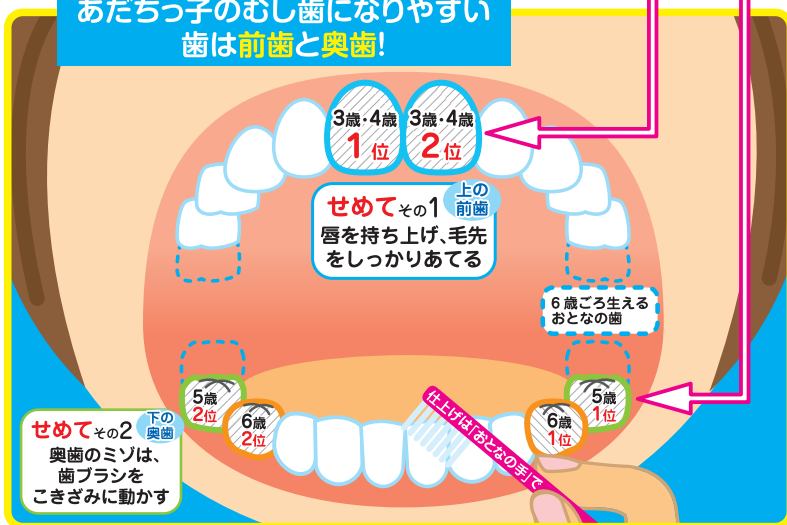 あだちっ子のむし歯になりやすい
歯は前歯と奥歯!
3歳・4歳
1位
3歳・4歳
2位
せめてその1
上の
前歯
唇を持ち上げ、毛先
をしっかりあてる
6歳ごろ生える
おとなの歯
5歳
2位
6歳
2位
6歳
1位
5歳
1位
せめてその2
下の
奥歯
奥歯のミゾは、
歯ブラシを
こきざみに動かす
仕上げは「おとなの手」で